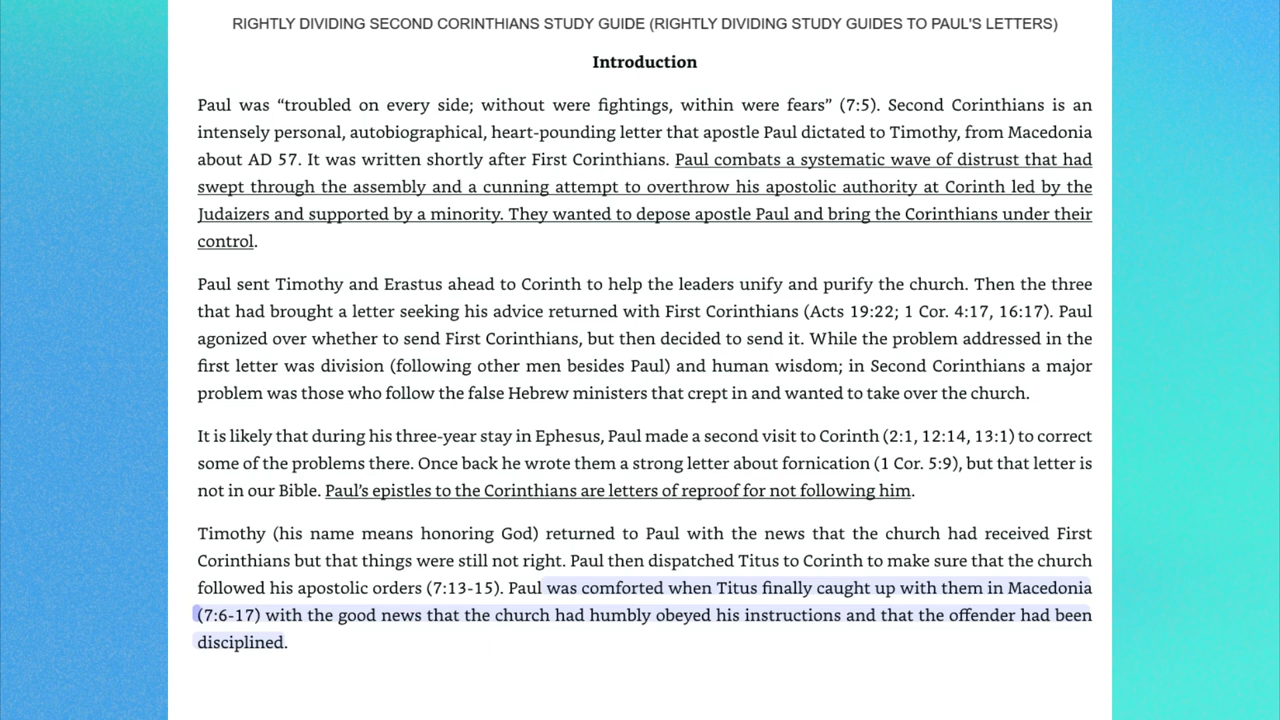 RIGHTLY DIVIDING SECOND CORINTHIANS STUDY GUIDE (RIGHTLY DIVIDING STUDY GUIDES TO PAUL'S LETTERS)
Introduction
Paul was “troubled on every side; without were fightings, within were fears” (7:5). Second Corinthians is an
intensely personal, autobiographical, heart-pounding letter that apostle Paul dictated to Timothy, from Macedonia
about AD 57. It was written shortly after First Corinthians. Paul combats a systematic wave of distrust that had
swept through the assembly and a cunning attempt to overthrow his apostolic authority at Corinth led by the
Judaizers and supported by a minority. They wanted to depose apostle Paul and bring the Corinthians under their
control.
Paul sent Timothy and Erastus ahead to Corinth to help the leaders unify and purify the church. Then the three
that had brought a letter seeking his advice returned with First Corinthians (Acts 19:22; 1 Cor. 4:17, 16:17). Paul
agonized over whether to send First Corinthians, but then decided to send it. While the problem addressed in the
first letter was division (following other men besides Paul) and human wisdom; in Second Corinthians a major
problem was those who follow the false Hebrew ministers that crept in and wanted to take over the church.
It is likely that during his three-year stay in Ephesus, Paul made a second visit to Corinth (2:1, 12:14, 13:1) to correct
some of the problems there. Once back he wrote them a strong letter about fornication (1 Cor. 5:9), but that letter is
not in our Bible. Paul’s epistles to the Corinthians are letters of reproof for not following him.
Timothy (his name means honoring God) returned to Paul with the news that the church had received First
Corinthians but that things were still not right. Paul then dispatched Titus to Corinth to make sure that the church
followed his apostolic orders (7:13-15). Paul was comforted when Titus finally caught up with them in Macedonia
(7:6-17) with the good news that the church had humbly obeyed his instructions and that the offender had been
disciplined.